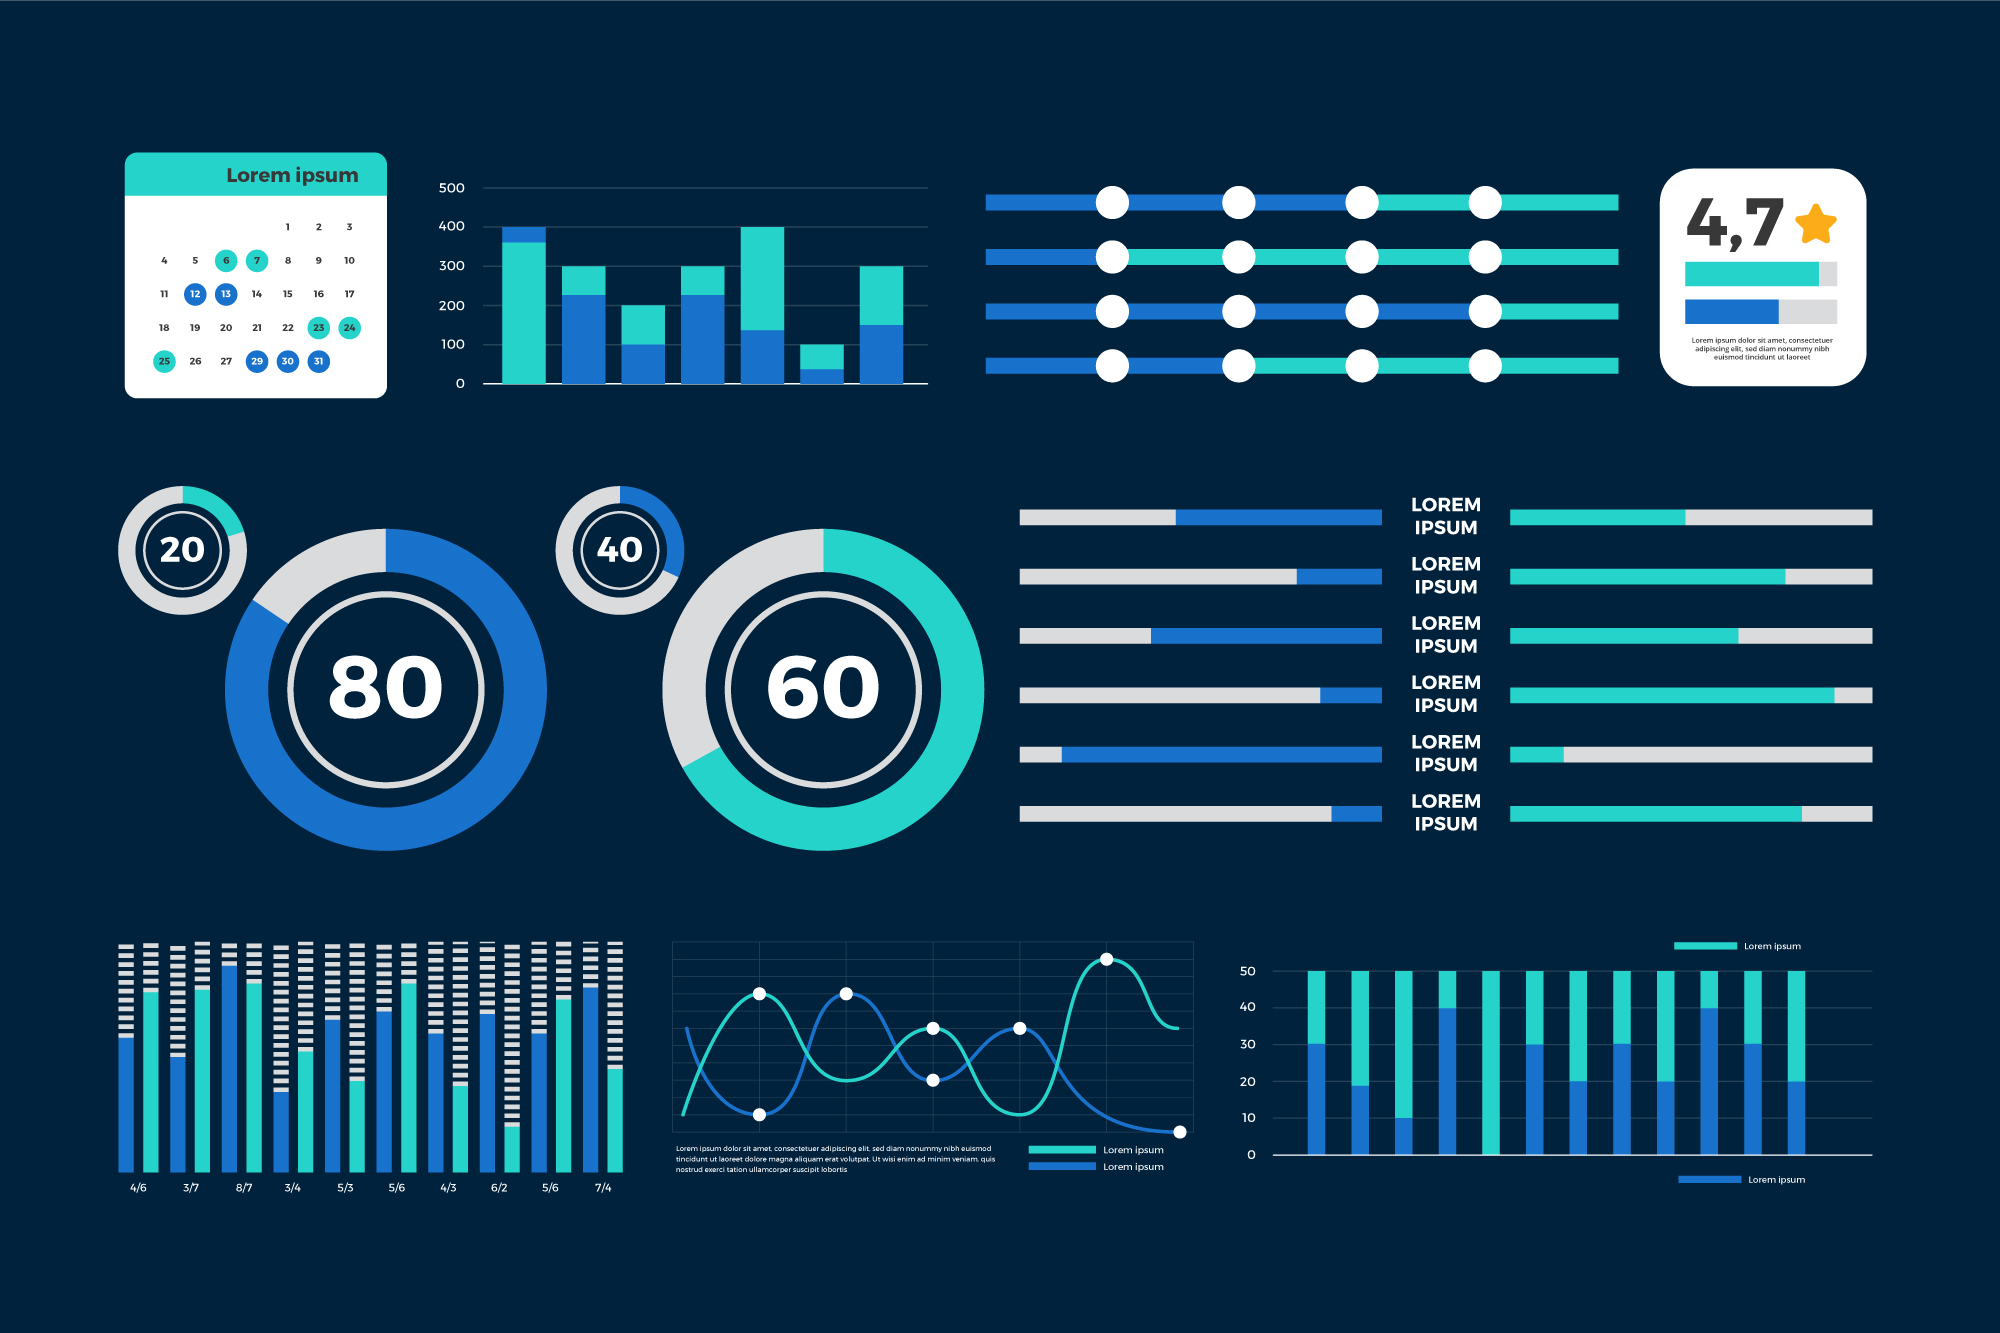 Lorem ipsum
1 2 3
4 5 6 7 8 9 10
11 12 13 14 15 16 17
18 19 20 21 22 23 24
25 26 27 29 30 31
500
400
300
200
100
0
4,7
Lorem ipsum dolor sit amet, consectetuer
adipiscing elit, sed diam nonummy nibh
euismod tincidunt ut laoreet
20
80
40
60
LOREM
IPSUM
LOREM
IPSUM
LOREM
IPSUM
LOREM
IPSUM
LOREM
IPSUM
LOREM
IPSUM
4/6 3/7 8/7 3/4 5/3 5/6 4/3 6/2 5/6 7/4
Lorem ipsum dolor sit amet, consectetuer adipiscing elit, sed diam nonummy nibh euismod
tincidunt ut laoreet dolore magna aliquam erat volutpat. Ut wisi enim ad minim veniam, quis
nostrud exerci tation ullamcorper suscipit lobortis
Lorem ipsum
Lorem ipsum
Lorem ipsum
50
40
30
20
10
0
Lorem ipsum